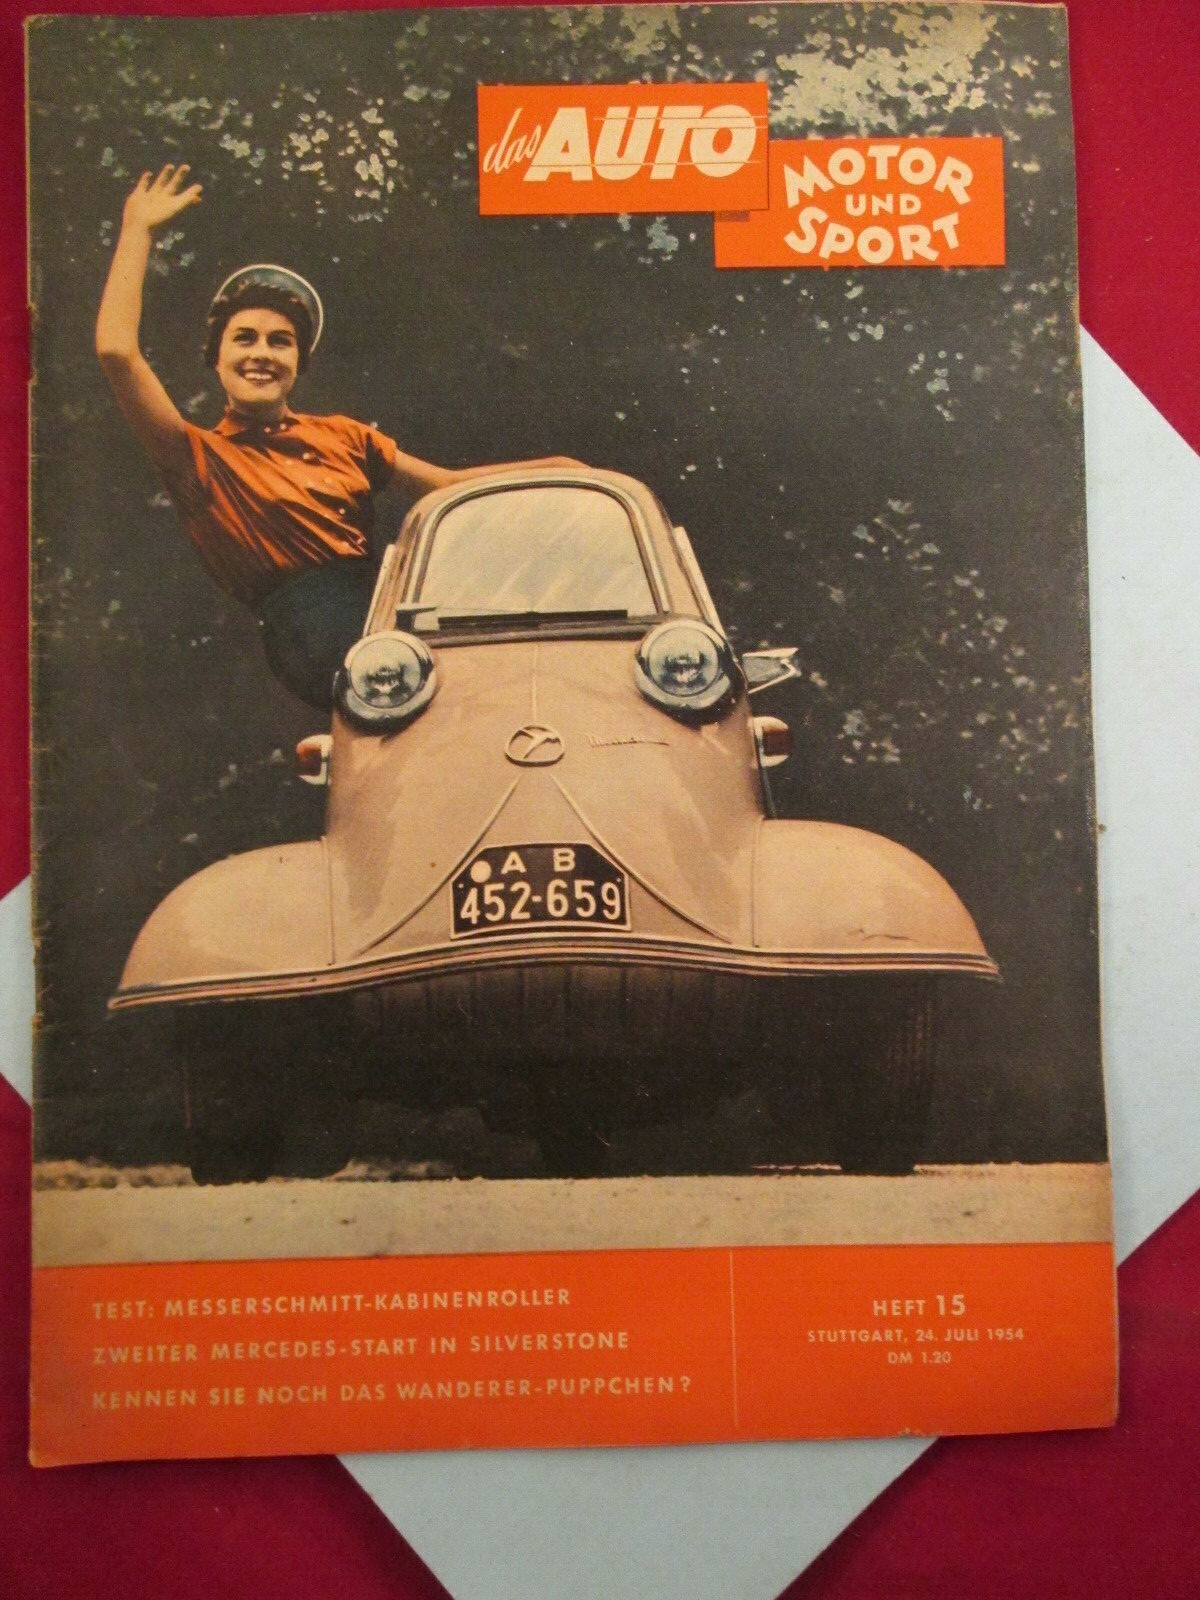 das AUTO
MOTOR
UND
SPORT
A B
452-659
TEST: MESSERSCHMITT-KABINENROLLER
ZWEITER MERCEDES-START IN SILVERSTONE
KENNEN SIE NOCH DAS WANDERER-PUPPCHEN?
HEFT 15
STUTTGART, 24. JULI 1954
DM 1.20